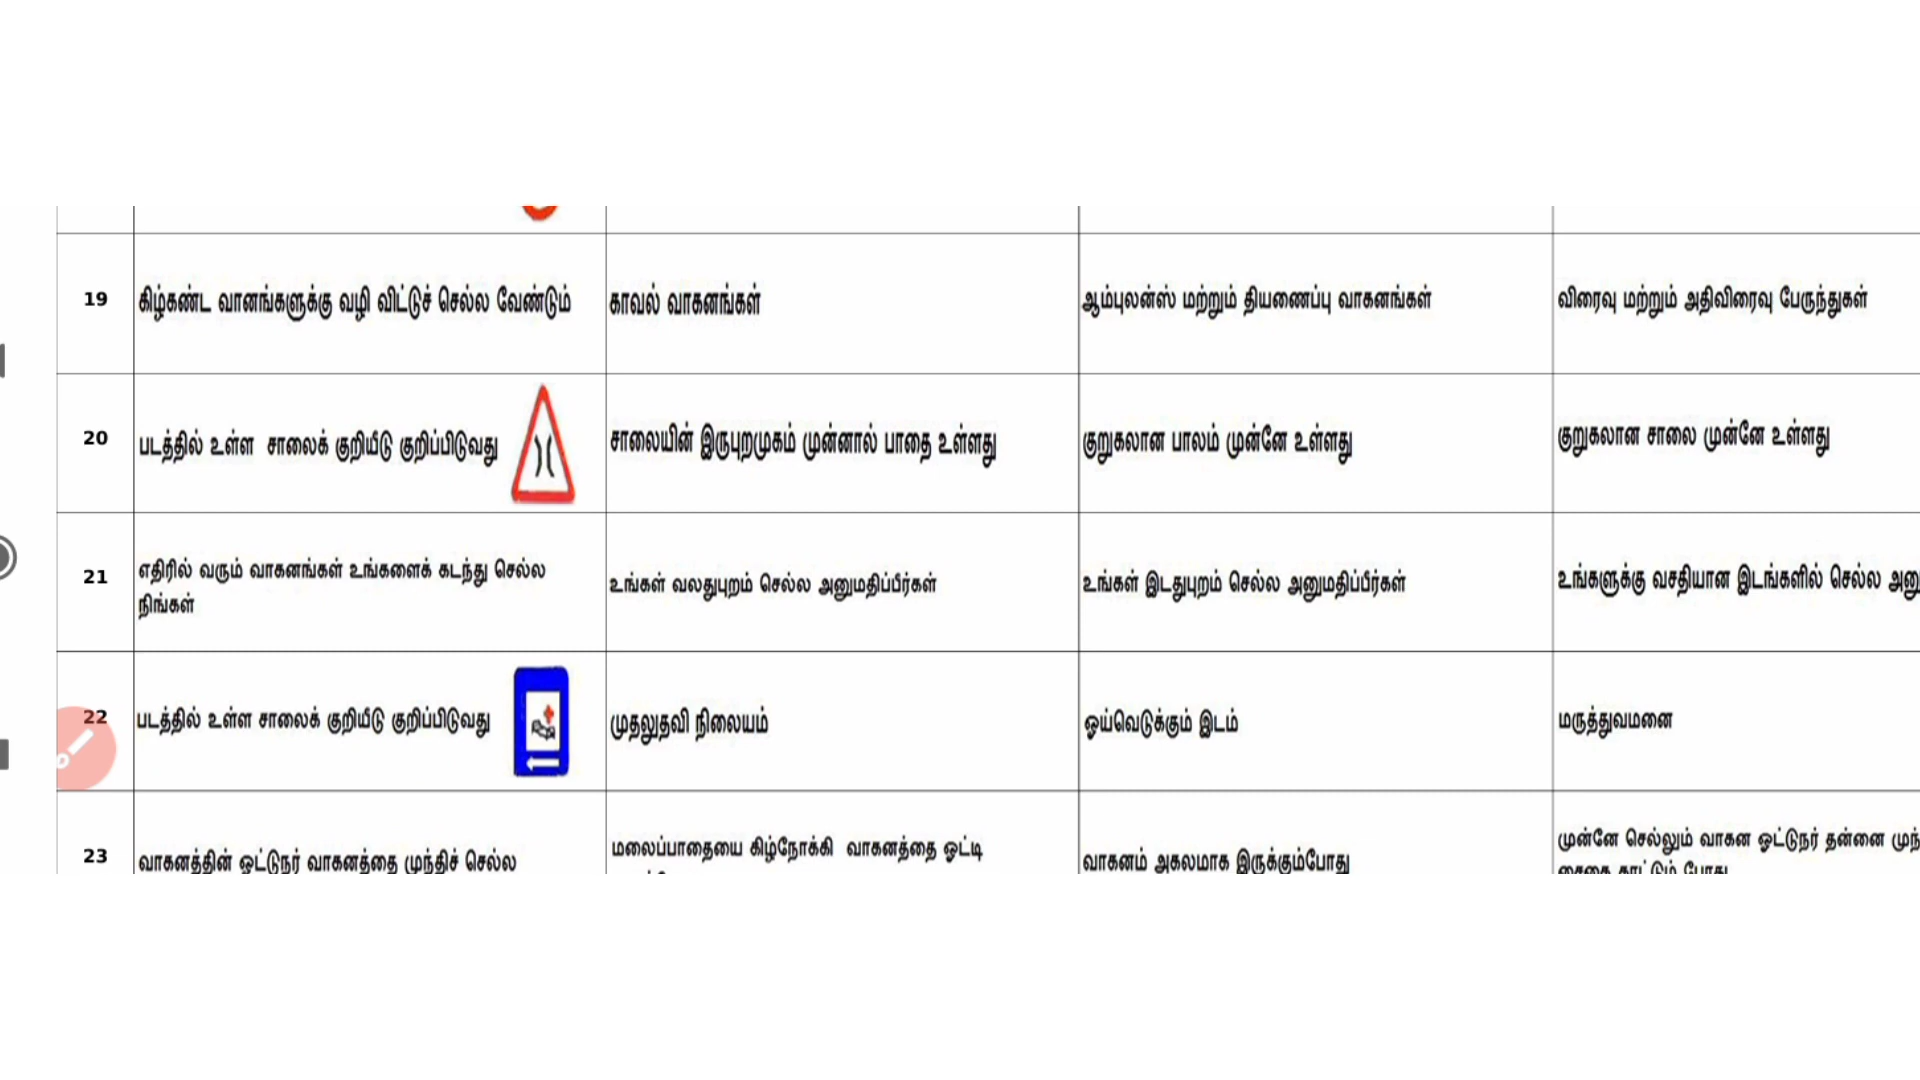 19 கிழ்கண்ட வானங்களுக்கு வழி விட்டுச் செல்ல வேண்டும் காவல் வாகனங்கள் ஆம்புலன்ஸ் மற்றும் தியணைப்பு வாகனங்கள் விரைவு மற்றும் அதிவிரைவு பேருந்துகள்
20 படத்தில் உள்ள சாலைக் குறியீடு குறிப்பிடுவது சாலையின் இருபுறமுகம் முன்னால் பாதை உள்ளது குறுகலான பாலம் முன்னே உள்ளது குறுகலான சாலை முன்னே உள்ளது
21 எதிரில் வரும் வாகனங்கள் உங்களைக் கடந்து செல்ல
நிங்கள் உங்கள் வலதுபுறம் செல்ல அனுமதிப்பீர்கள் உங்கள் இடதுபுறம் செல்ல அனுமதிப்பீர்கள் உங்களுக்கு வசதியான இடங்களில் செல்ல
22 படத்தில் உள்ள சாலைக் குறியீடு குறிப்பிடுவது முதலுதவி நிலையம் ஓய்வெடுக்கும் இடம் மருத்துவமனை
23 வாகனத்தின் ஓட்டுநர் வாகனத்தை முந்திச் செல்ல மலைப்பாதையை கிழ்நோக்கி வாகனத்தை ஓட்டி வாகனம் அகலமாக இருக்கும்போது முன்னே செல்லும் வாகன ஓட்டுநர் தன்னை